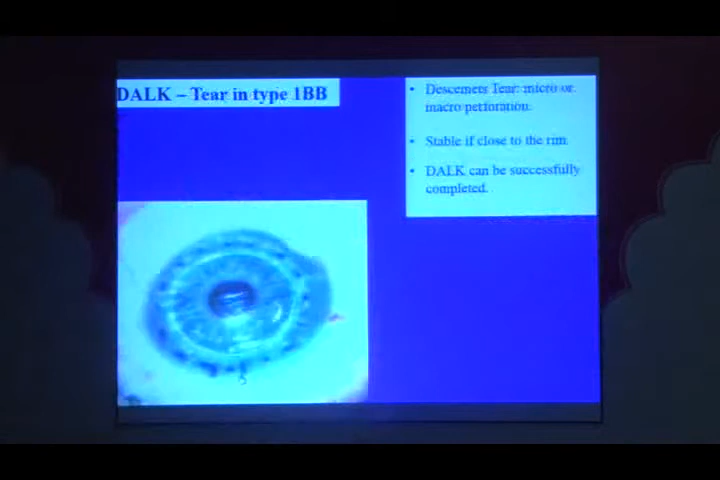 DALK – Tear in type 1BB
• Descemets Tear: micro or
macro perforation.
• Stable if close to the rim.
• DALK can be successfully
completed.